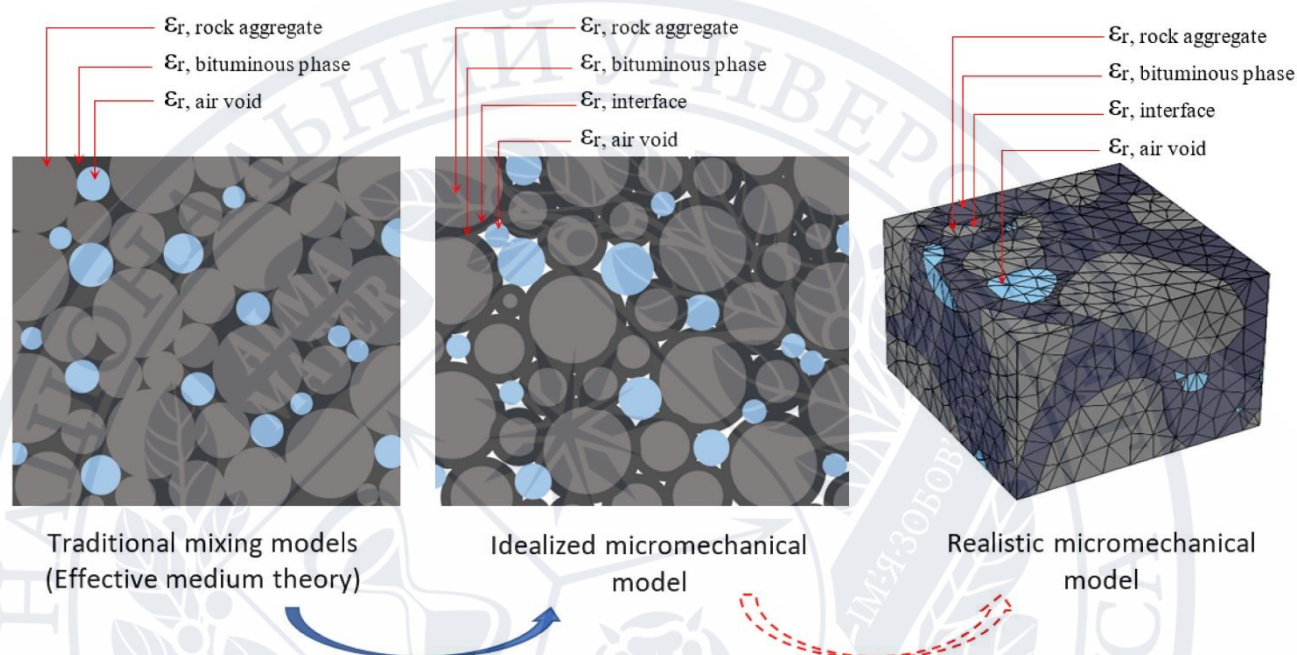 εr, rock aggregate
εr, bituminous phase
εr, air void
εr, rock aggregate
εr, bituminous phase
εr, interface
εr, air void
εr, rock aggregate
εr, bituminous phase
εr, interface
εr, air void
Traditional mixing models
(Effective medium theory)
Idealized micromechanical
model
Realistic micromechanical
model
ALMA
MATER